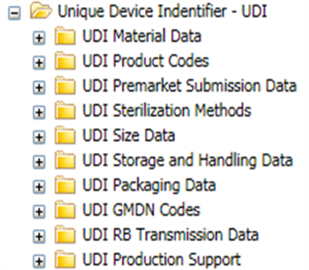 Unique Device Indentifier - UDI
UDI Material Data
UDI Product Codes
UDI Premarket Submission Data
UDI Sterilization Methods
UDI Size Data
UDI Storage and Handling Data
UDI Packaging Data
UDI GMDN Codes
UDI RB Transmission Data
UDI Production Support